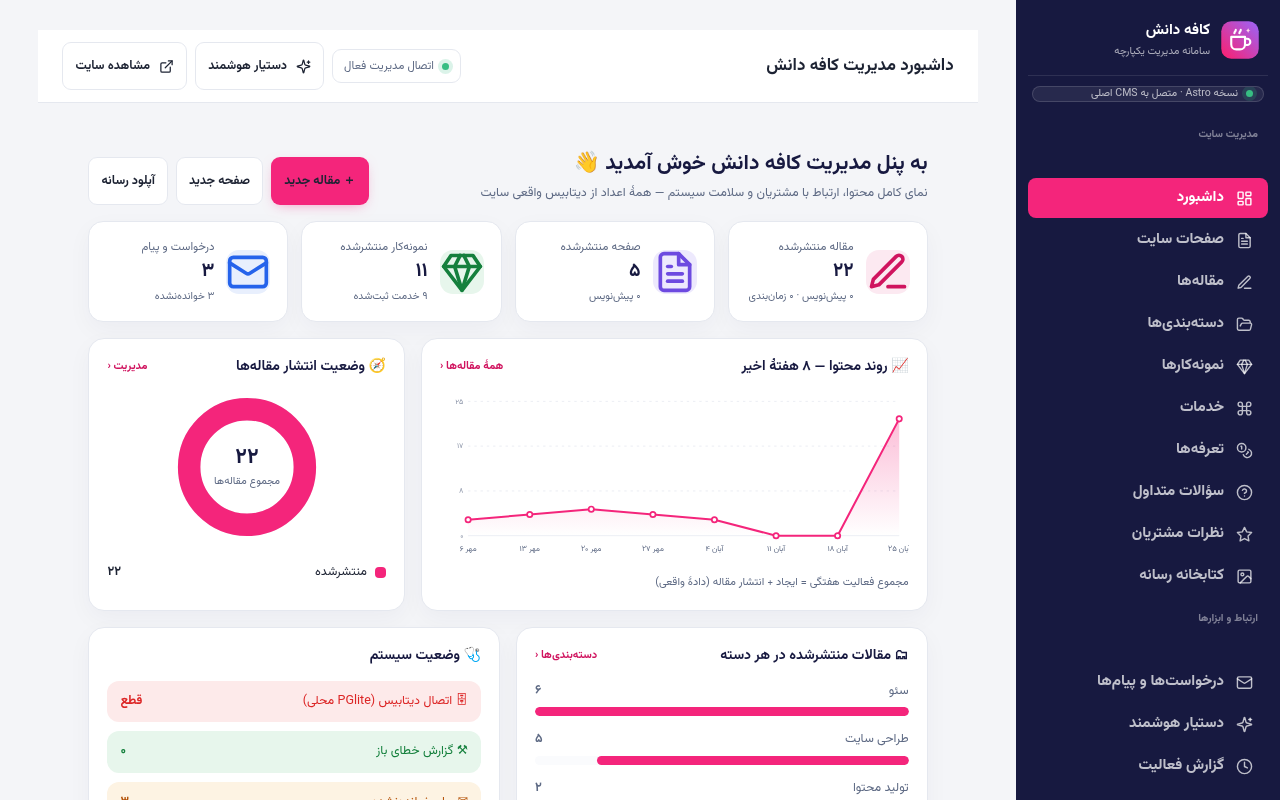 کافه دانش
سامانه مدیریت یکپارچه
نسخه Astro · متصل به CMS اصلی
مدیریت سایت
داشبورد
صفحات سایت
مقاله‌ها
دسته‌بندی‌ها
نمونه‌کارها
خدمات
تعرفه‌ها
سؤالات متداول
نظرات مشتریان
کتابخانه رسانه
ارتباط و ابزارها
درخواست‌ها و پیام‌ها
دستیار هوشمند
گزارش فعالیت
داشبورد مدیریت کافه دانش
اتصال مدیریت فعال
دستیار هوشمند
مشاهده سایت
به پنل مدیریت کافه دانش خوش آمدید 👋
نمای کامل محتوا، ارتباط با مشتریان و سلامت سیستم — همهٔ اعداد از دیتابیس واقعی سایت
+ مقاله جدید
صفحه جدید
آپلود رسانه
مقاله منتشرشده
۲۲
۰ پیش‌نویس · ۰ زمان‌بندی
صفحه منتشرشده
۵
۰ پیش‌نویس
نمونه‌کار منتشرشده
۱۱
۹ خدمت ثبت‌شده
درخواست و پیام
۳
۳ خوانده‌نشده
📈 روند محتوا — ۸ هفتهٔ اخیر
همهٔ مقاله‌ها ›
۲۵
۱۷
۸
۰
۶ مهر
۱۳ مهر
۲۰ مهر
۲۷ مهر
۴ آبان
۱۱ آبان
۱۸ آبان
۲۵ بان
مجموع فعالیت هفتگی = ایجاد + انتشار مقاله (دادهٔ واقعی)
🧭 وضعیت انتشار مقاله‌ها
مدیریت ›
۲۲
مجموع مقاله‌ها
منتشرشده
۲۲
🗂 مقالات منتشرشده در هر دسته
دسته‌بندی‌ها ›
سئو
۶
طراحی سایت
۵
تولید محتوا
۲
🩺 وضعیت سیستم
🗄 اتصال دیتابیس (PGlite محلی)
قطع
⚒ گزارش خطای باز
۰